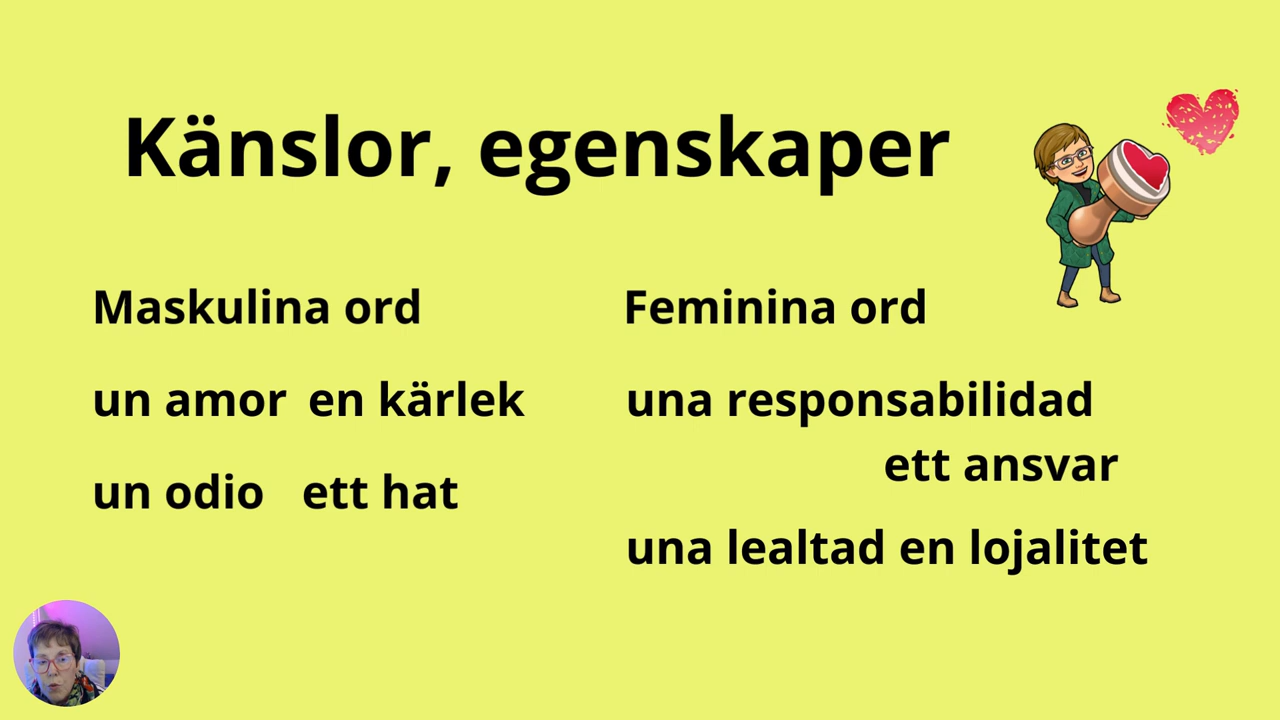 Känslor, egenskaper
Maskulina ord
un amor en kärlek
un odio ett hat
Feminina ord
una responsabilidad
ett ansvar
una lealtad en lojalitet